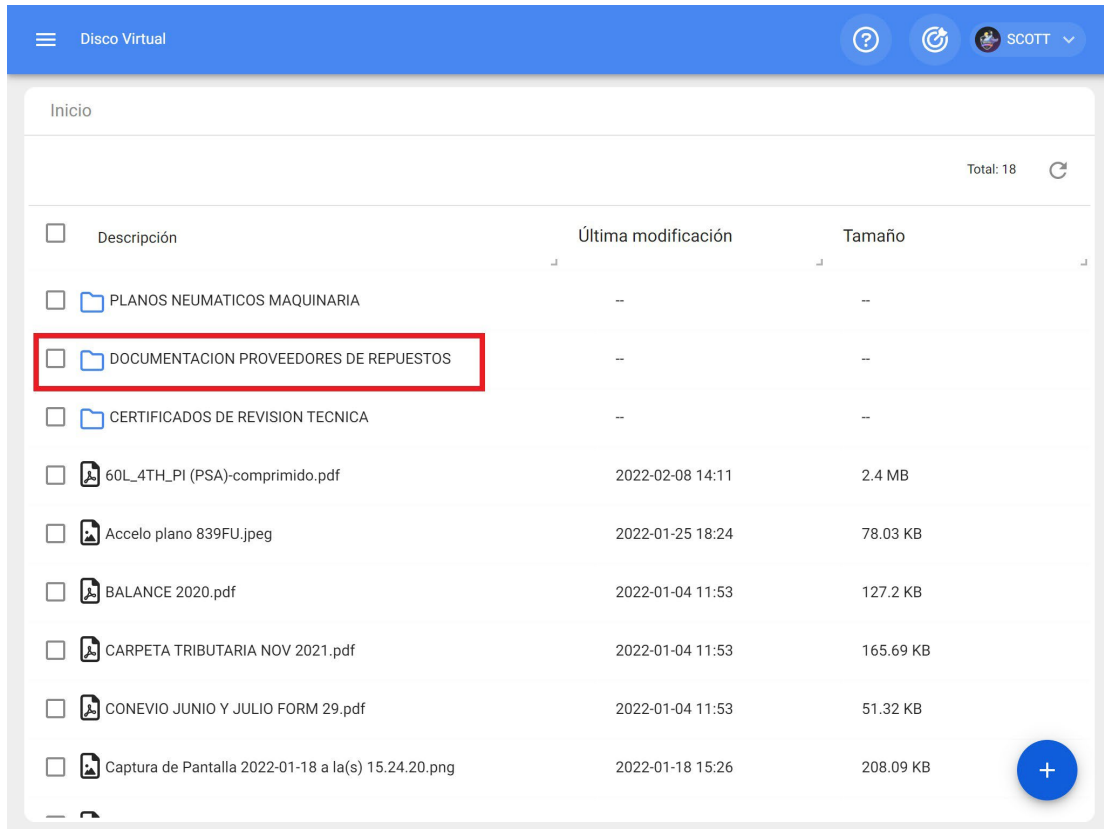 Disco Virtual
SCOTT
Inicio
Total: 18
Descripción Última modificación Tamaño
PLANOS NEUMATICOS MAQUINARIA -- --
DOCUMENTACION PROVEEDORES DE REPUESTOS -- --
CERTIFICADOS DE REVISION TECNICA -- --
60L_4TH_PI (PSA)-comprimido.pdf 2022-02-08 14:11 2.4 MB
Accelo plano 839FU.jpeg 2022-01-25 18:24 78.03 KB
BALANCE 2020.pdf 2022-01-04 11:53 127.2 KB
CARPETA TRIBUTARIA NOV 2021.pdf 2022-01-04 11:53 165.69 KB
CONEVIO JUNIO Y JULIO FORM 29.pdf 2022-01-04 11:53 51.32 KB
Captura de Pantalla 2022-01-18 a la(s) 15.24.20.png 2022-01-18 15:26 208.09 KB